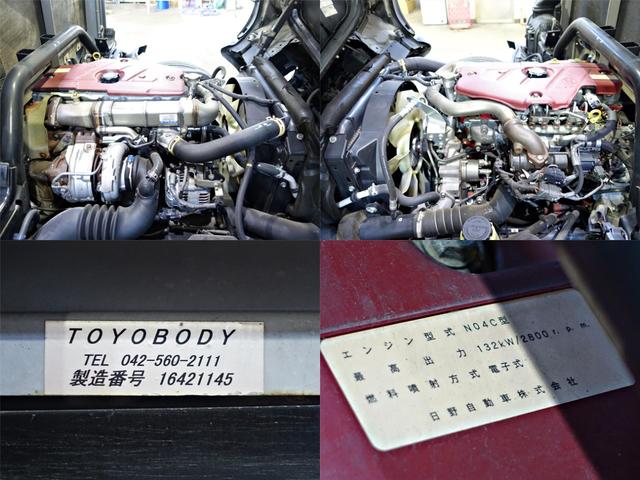 TOYOBODY
TEL 042-560-2111
製造番号 16421145
エンジン型式 N04C型
最高出力 132kW/2800r.p.m
燃料噴射方式 電子式
日野自動車株式会社